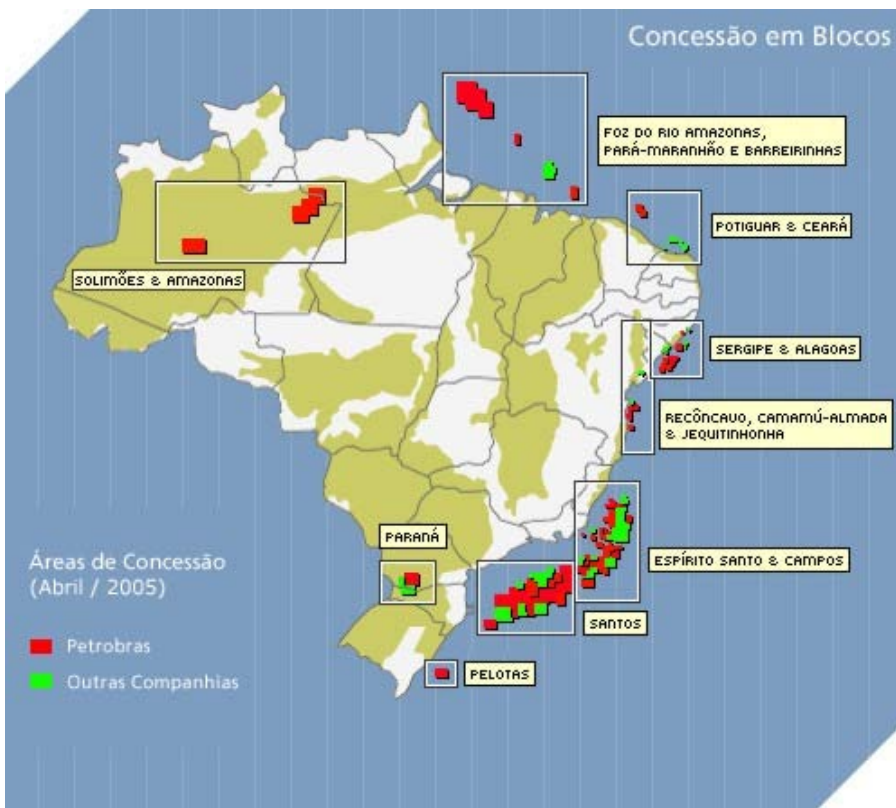 Concessão em Blocos
FOZ DO RIO AMAZONAS,
PARÁ-MARANHÃO E BARREIRINHAS
POTIGUAR & CEARÁ
SOLIMÕES & AMAZONAS
SERGIPE & ALAGOAS
RECÔNCAVO, CAMAMÚ-ALMADA
& JEQUITINHONHA
PARANÁ
ESPÍRITO SANTO & CAMPOS
SANTOS
PELOTAS
Áreas de Concessão
(Abril / 2005)
Petrobras
Outras Companhias